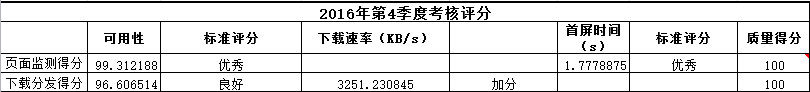 2016年第4季度考核评分
可用性 标准评分 下载速率（KB/s） 首屏时间（s） 标准评分 质量得分
页面监测得分 99.312188 优秀 1.7778875 优秀 100
下载分发得分 96.606514 良好 3251.230845 加分 100